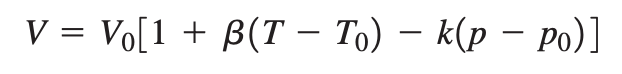 V = V₀[1 + β(T − T₀) − k(p − p₀)]